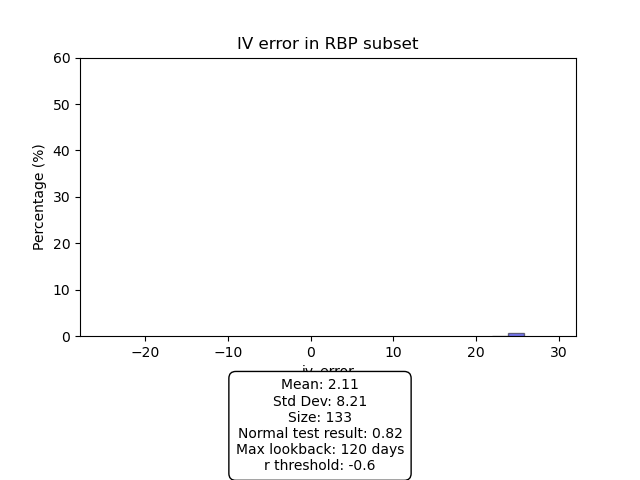 IV error in RBP subset
Percentage (%)
60
50
40
30
20
10
0
−20
−10
0
10
20
30
iv_error
Mean: 2.11
Std Dev: 8.21
Size: 133
Normal test result: 0.82
Max lookback: 120 days
r threshold: -0.6